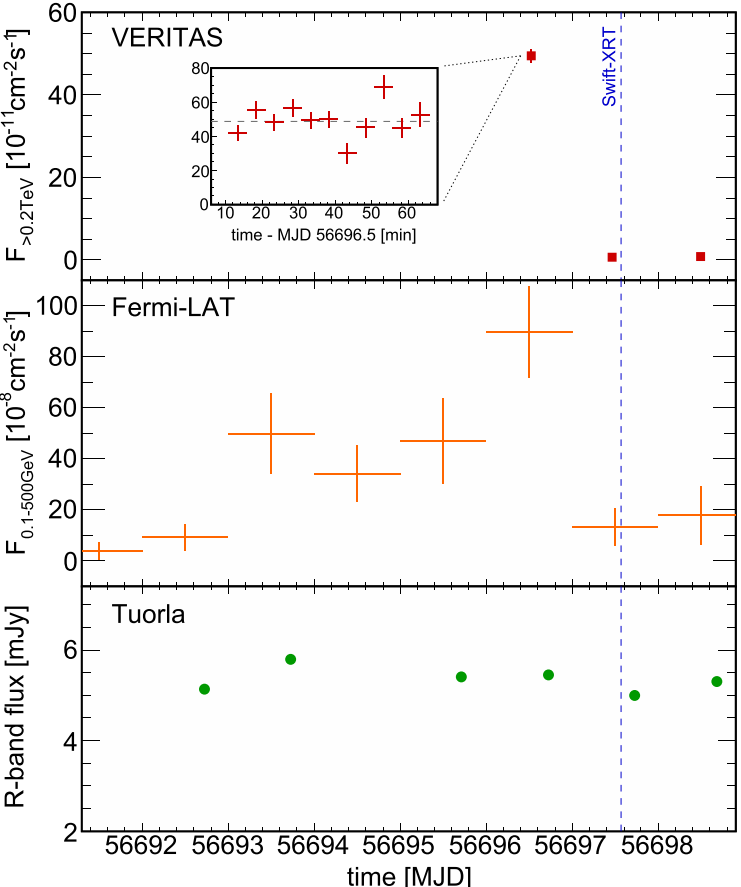 VERITAS
Swift-XRT
F>0.2TeV [10-11cm-2s-1]
60
40
20
0
80
60
40
20
0
10 20 30 40 50 60
time - MJD 56696.5 [min]
Fermi-LAT
F0.1-500GeV [10-8cm-2s-1]
100
80
60
40
20
0
Tuorla
R-band flux [mJy]
6
4
2
56692 56693 56694 56695 56696 56697 56698
time [MJD]